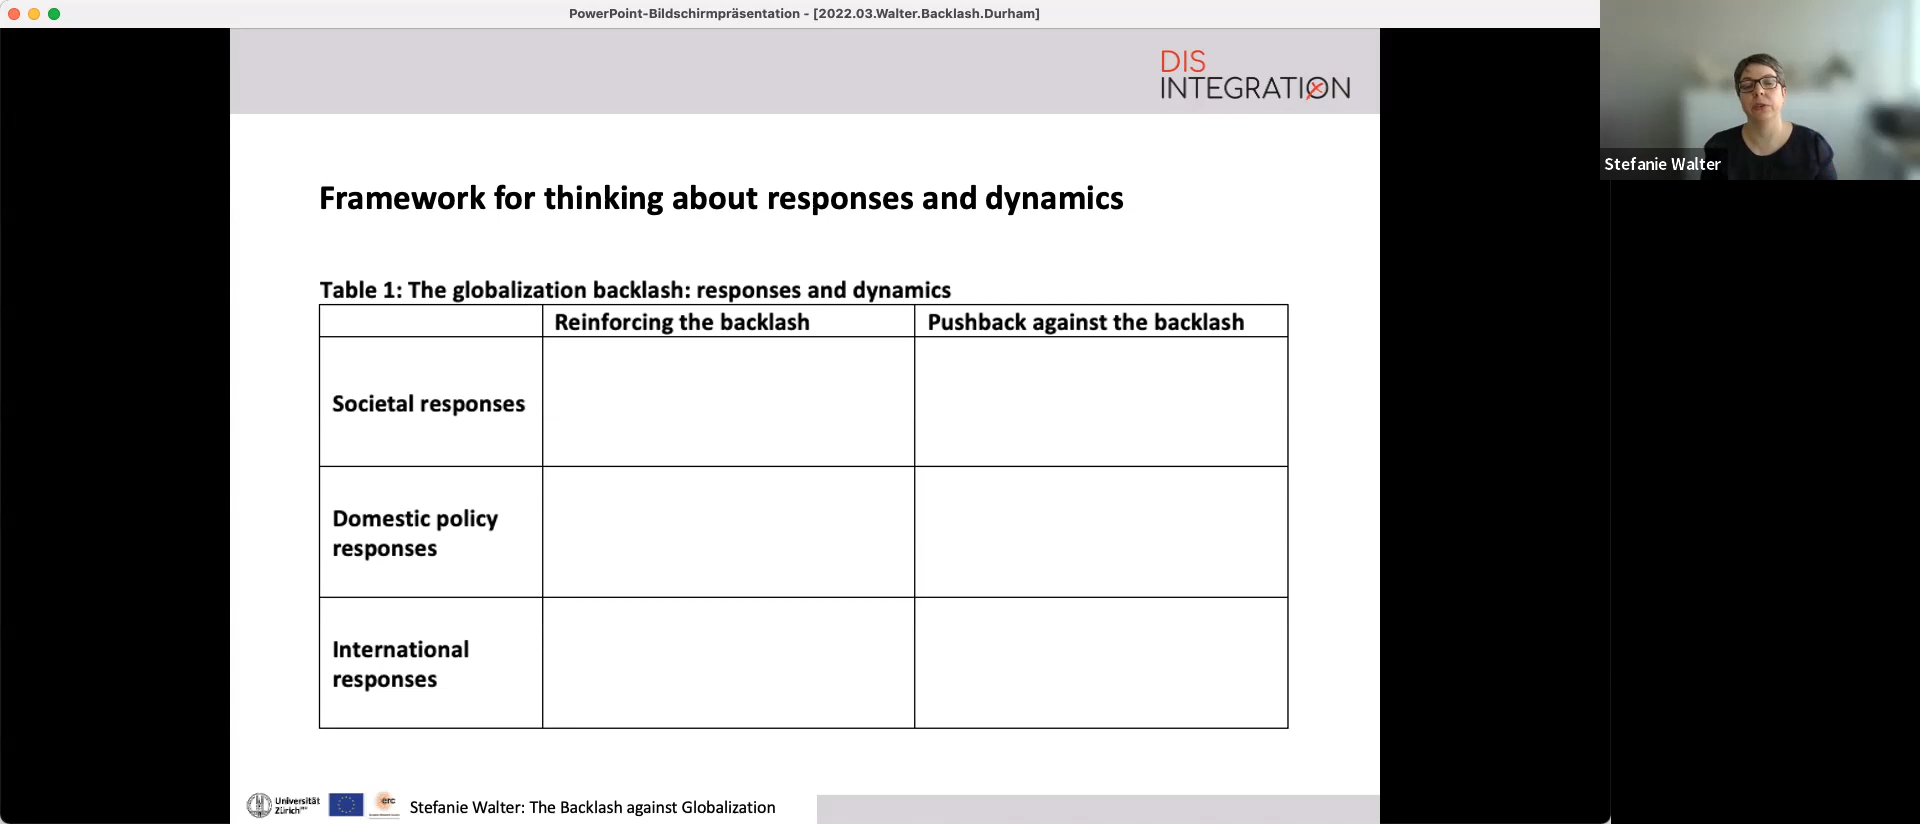 PowerPoint-Bildschirmpräsentation - [2022.03.Walter.Backlash.Durham]
DIS
INTEGRATION
Stefanie Walter
Framework for thinking about responses and dynamics
Table 1: The globalization backlash: responses and dynamics
Reinforcing the backlash
Pushback against the backlash
Societal responses
Domestic policy
responses
International
responses
Universität
Zürich
erc
Stefanie Walter: The Backlash against Globalization